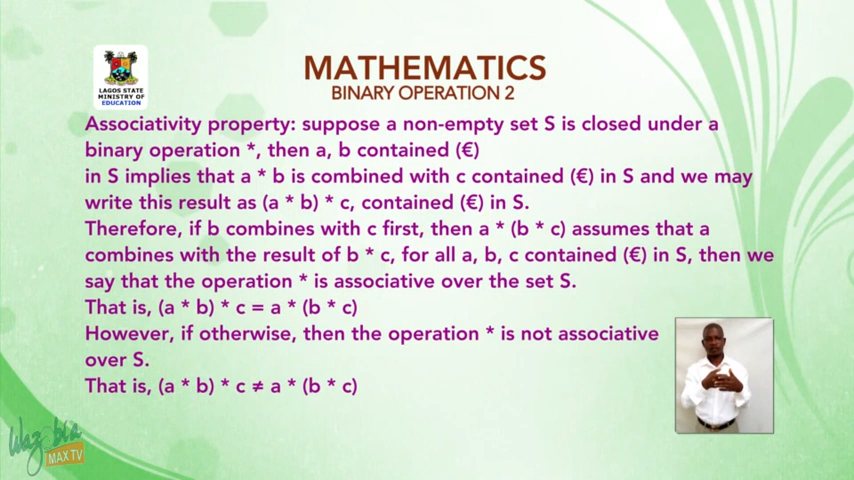 LAGOS STATE
MINISTRY OF
EDUCATION
MATHEMATICS
BINARY OPERATION 2
Associativity property: suppose a non-empty set S is closed under a
binary operation *, then a, b contained (€)
in S implies that a * b is combined with c contained (€) in S and we may
write this result as (a * b) * c, contained (€) in S.
Therefore, if b combines with c first, then a * (b * c) assumes that a
combines with the result of b * c, for all a, b, c contained (€) in S, then we
say that the operation * is associative over the set S.
That is, (a * b) * c = a * (b * c)
However, if otherwise, then the operation * is not associative
over S.
That is, (a * b) * c ≠ a * (b * c)
Wazobia
MAX TV